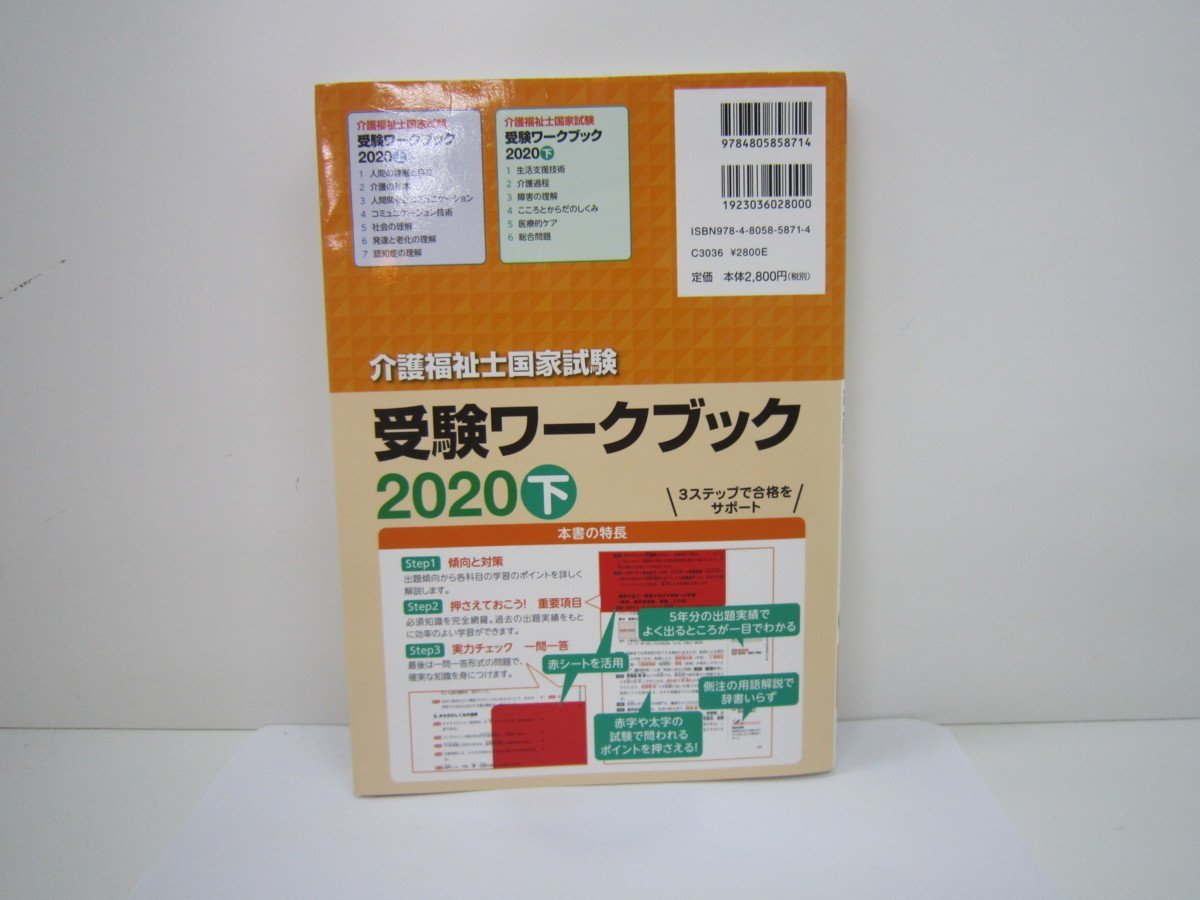 介護福祉士国家試験
受験ワークブック
2020上
1 人間の尊厳と自立
2 介護の基本
3 人間関係とコミュニケーション
4 コミュニケーション技術
5 社会の理解
6 発達と老化の理解
7 認知症の理解
介護福祉士国家試験
受験ワークブック
2020下
1 生活支援技術
2 介護過程
3 障害の理解
4 こころとからだのしくみ
5 医療的ケア
6 総合問題
9784805858714
1923036028000
ISBN978-4-8058-5871-4
C3036 ¥2800E
定価 本体2,800円(税別)
介護福祉士国家試験
受験ワークブック
2020下
3ステップで合格を
サポート
本書の特長
Step1 傾向と対策
出題傾向から各科目の学習のポイントを詳しく
解説します。
Step2 押さえておこう! 重要項目
必須知識を完全網羅。過去の出題実績をもと
に効率のよい学習ができます。
Step3 実力チェック 一問一答
最後は一問一答形式の問題で、
確実な知識を身につけます。
赤シートを活用
5年分の出題実績で
よく出るところが一目でわかる
側注の用語解説で
辞書いらず
赤字や太字の
試験で問われる
ポイントを押さえる!